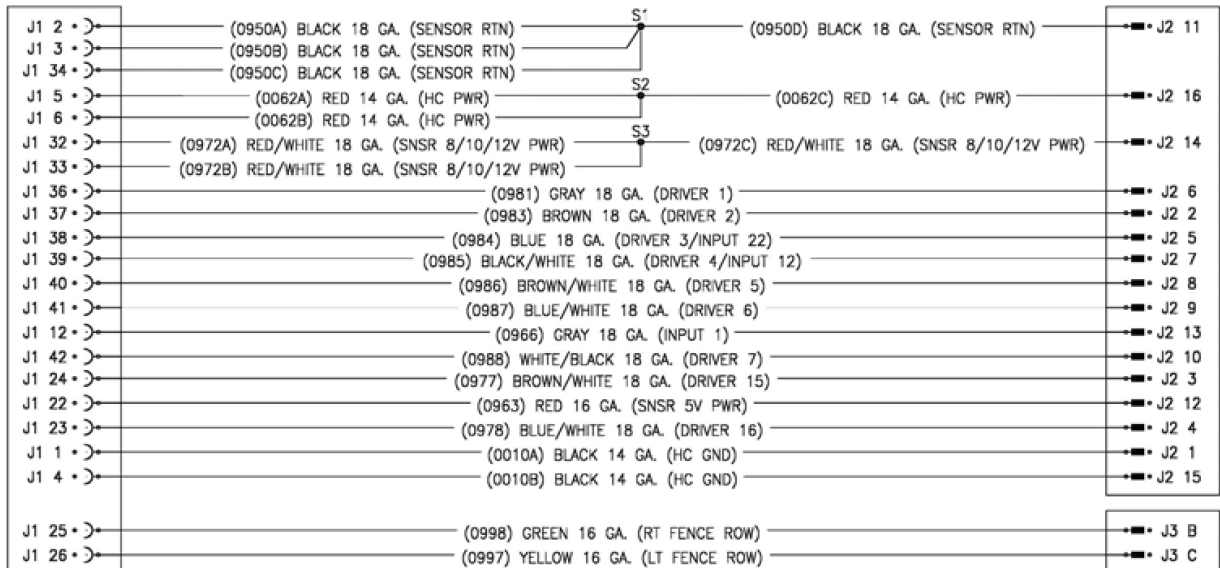 S1
J1 2 (0950A) BLACK 18 GA. (SENSOR RTN) (0950D) BLACK 18 GA. (SENSOR RTN) J2 11
J1 3 (0950B) BLACK 18 GA. (SENSOR RTN)
J1 34 (0950C) BLACK 18 GA. (SENSOR RTN)
S2
J1 5 (0062A) RED 14 GA. (HC PWR) (0062C) RED 14 GA. (HC PWR) J2 16
J1 6 (0062B) RED 14 GA. (HC PWR)
S3
J1 32 (0972A) RED/WHITE 18 GA. (SNSR 8/10/12V PWR) (0972C) RED/WHITE 18 GA. (SNSR 8/10/12V PWR) J2 14
J1 33 (0972B) RED/WHITE 18 GA. (SNSR 8/10/12V PWR)
J1 36 (0981) GRAY 18 GA. (DRIVER 1) J2 6
J1 37 (0983) BROWN 18 GA. (DRIVER 2) J2 2
J1 38 (0984) BLUE 18 GA. (DRIVER 3/INPUT 22) J2 5
J1 39 (0985) BLACK/WHITE 18 GA. (DRIVER 4/INPUT 12) J2 7
J1 40 (0986) BROWN/WHITE 18 GA. (DRIVER 5) J2 8
J1 41 (0987) BLUE/WHITE 18 GA. (DRIVER 6) J2 9
J1 12 (0966) GRAY 18 GA. (INPUT 1) J2 13
J1 42 (0988) WHITE/BLACK 18 GA. (DRIVER 7) J2 10
J1 24 (0977) BROWN/WHITE 18 GA. (DRIVER 15) J2 3
J1 22 (0963) RED 16 GA. (SNSR 5V PWR) J2 12
J1 23 (0978) BLUE/WHITE 18 GA. (DRIVER 16) J2 4
J1 1 (0010A) BLACK 14 GA. (HC GND) J2 1
J1 4 (0010B) BLACK 14 GA. (HC GND) J2 15
J1 25 (0998) GREEN 16 GA. (RT FENCE ROW) J3 B
J1 26 (0997) YELLOW 16 GA. (LT FENCE ROW) J3 C